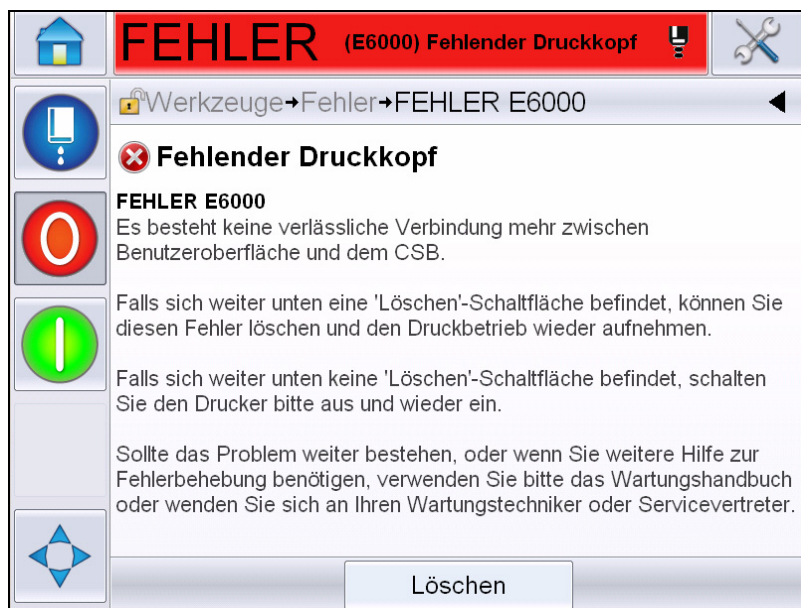 FEHLER (E6000) Fehlender Druckkopf
Werkzeuge→Fehler→FEHLER E6000
Fehlender Druckkopf
FEHLER E6000
Es besteht keine verlässliche Verbindung mehr zwischen
Benutzeroberfläche und dem CSB.
Falls sich weiter unten eine 'Löschen'-Schaltfläche befindet, können Sie
diesen Fehler löschen und den Druckbetrieb wieder aufnehmen.
Falls sich weiter unten keine 'Löschen'-Schaltfläche befindet, schalten
Sie den Drucker bitte aus und wieder ein.
Sollte das Problem weiter bestehen, oder wenn Sie weitere Hilfe zur
Fehlerbehebung benötigen, verwenden Sie bitte das Wartungshandbuch
oder wenden Sie sich an Ihren Wartungstechniker oder Servicevertreter.
Löschen